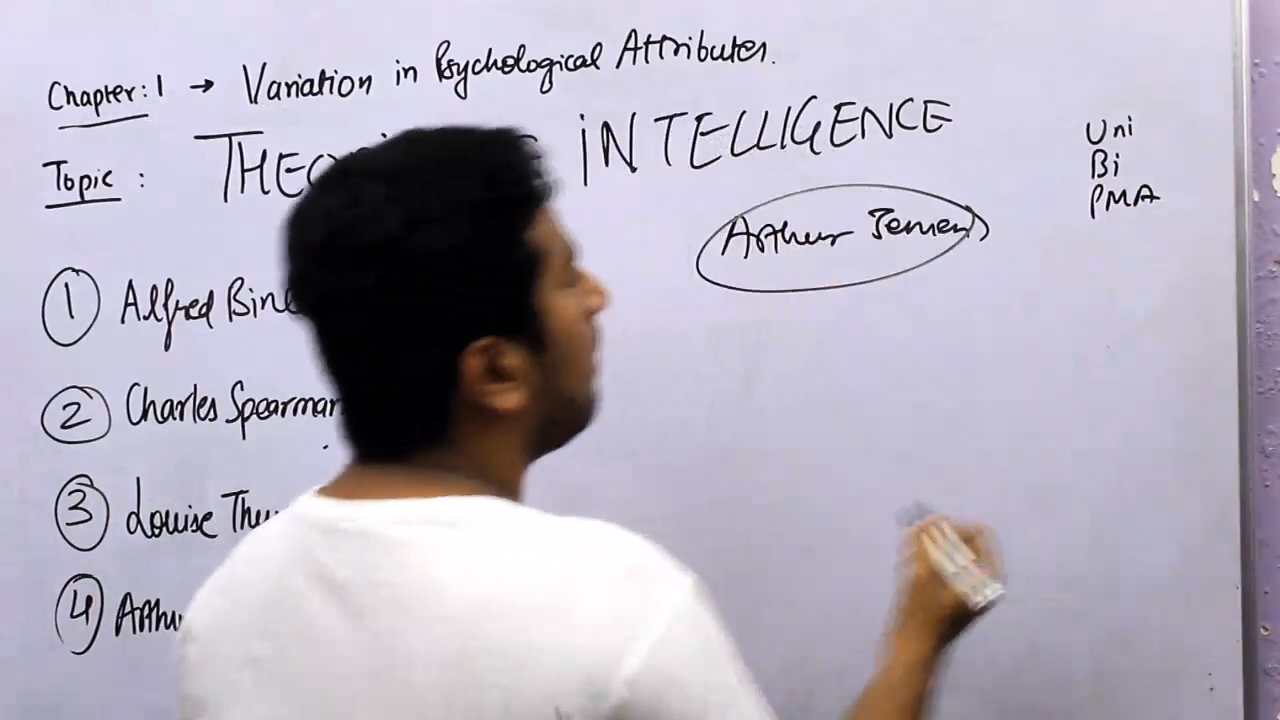 Chapter: 1 → Variation in Psychological Attributes.
Topic : THEO INTELLIGENCE
Uni
Bi
PMA
Arthur Jensen
① Alfred Bine
② Charles Spearman
③ Louise Thu
④ Arthu